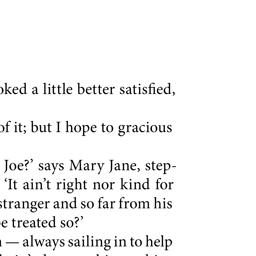 oked a little better satisfied,
of it; but I hope to gracious
Joe?’ says Mary Jane, step-
‘It ain’t right nor kind for
stranger and so far from his
e treated so?’
— always sailing in to help